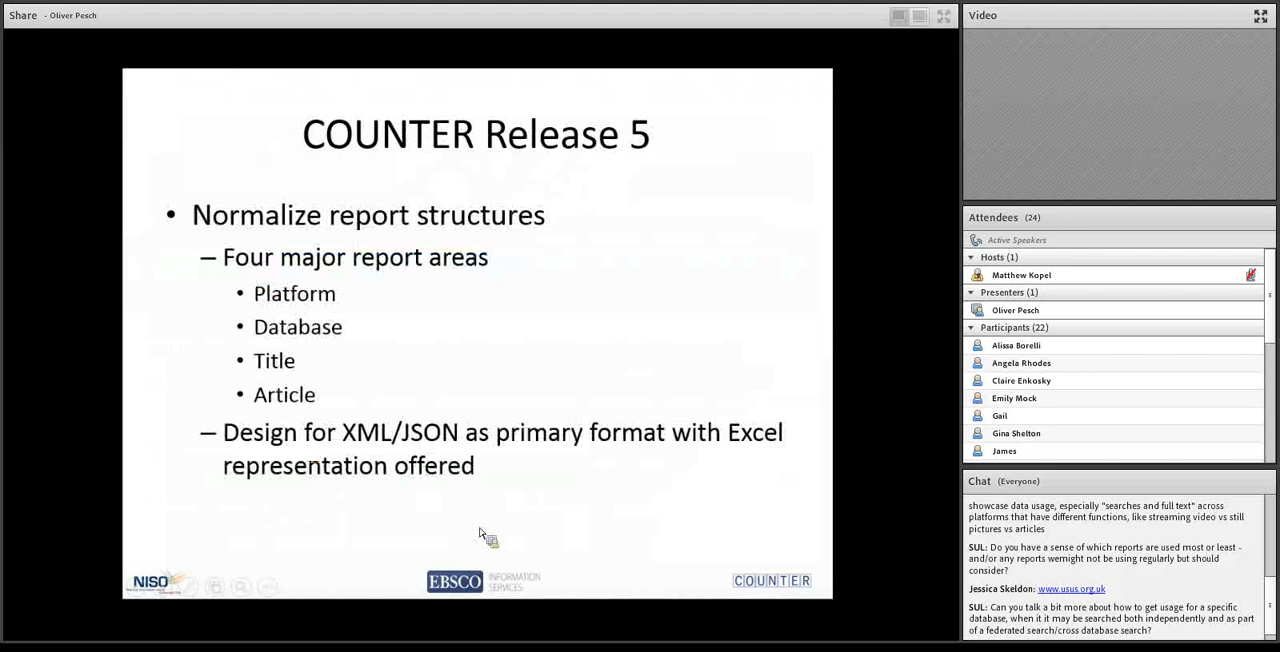 Share - Oliver Pesch
COUNTER Release 5
• Normalize report structures
– Four major report areas
• Platform
• Database
• Title
• Article
– Design for XML/JSON as primary format with Excel
representation offered
NISO
EBSCO INFORMATION
SERVICES
COUNTER
Video
Attendees (24)
Active Speakers
Hosts (1)
Matthew Kopel
Presenters (1)
Oliver Pesch
Participants (22)
Alissa Borelli
Angela Rhodes
Claire Enkosky
Emily Mock
Gail
Gina Shelton
James
Chat (Everyone)
showcase data usage, especially "searches and full text" across
platforms that have different functions, like streaming video vs still
pictures vs articles
SUL: Do you have a sense of which reports are used most or least -
and/or any reports wemight not be using regularly but should
consider?
Jessica Skeldon: www.usus.org.uk
SUL: Can you talk a bit more about how to get usage for a specific
database, when it it may be searched both independently and as part
of a federated search/cross database search?